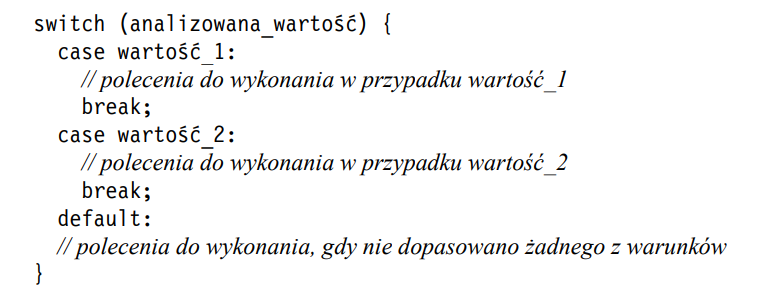 switch (analizowana_wartość) {
case wartość_1:
// polecenia do wykonania w przypadku wartość_1
break;
case wartość_2:
// polecenia do wykonania w przypadku wartość_2
break;
default:
// polecenia do wykonania, gdy nie dopasowano żadnego z warunków
}